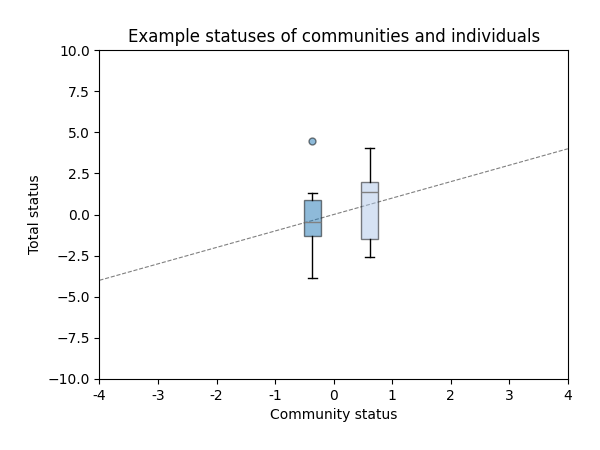 Example statuses of communities and individuals
10.0
7.5
5.0
2.5
0.0
−2.5
−5.0
−7.5
−10.0
Total status
-4 -3 -2 -1 0 1 2 3 4
Community status